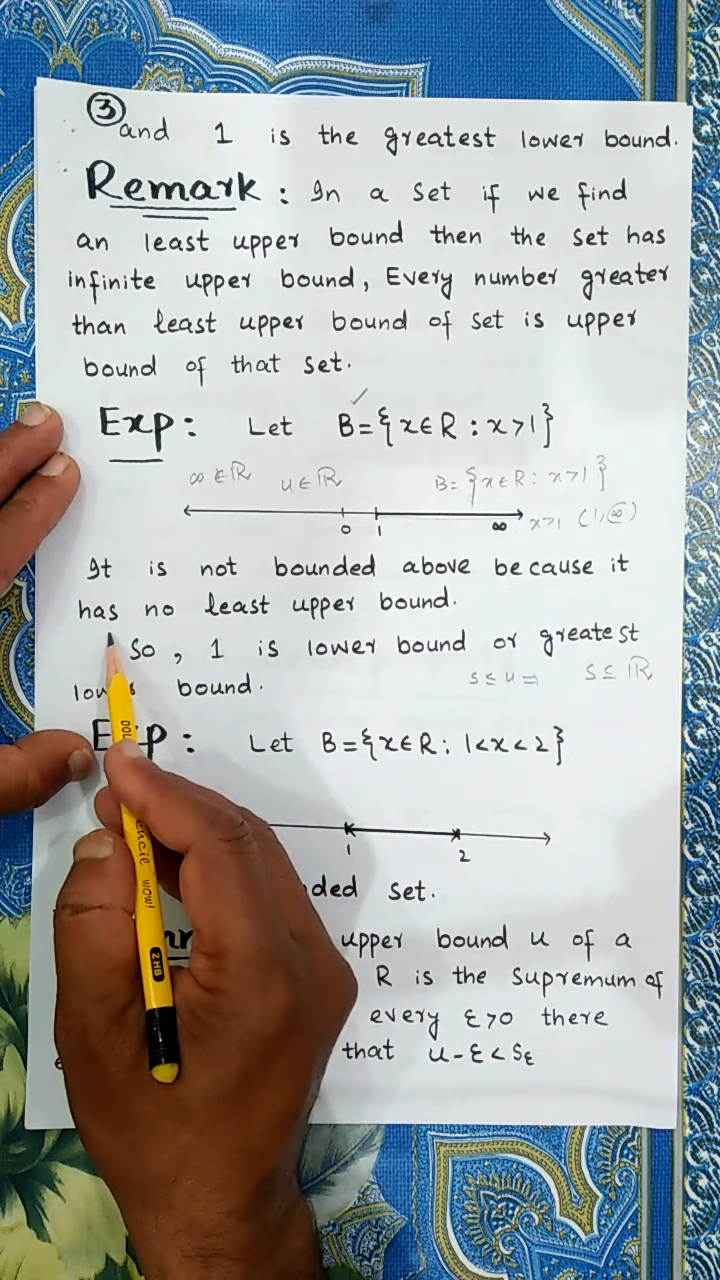 ③
and 1 is the greatest lower bound.
Remark : In a Set if we find
an least upper bound then the set has
infinite upper bound, Every number greater
than least upper bound of set is upper
bound of that set.
Exp : Let B={x∈R : x>1}
∞∉ℝ u∈ℝ B={x∈R: x>1}
0 1 ∞ x>1 (1,∞)
It is not bounded above because it
has no least upper bound.
So, 1 is lower bound or greatest
S≤u⇒ S⊆ℝ
bound.
Exp : Let B={x∈R: 1<x<2}
1 2
set.
upper bound u of a
R is the Supremum of
every ε>0 there
that u-ε<Sε
2HB